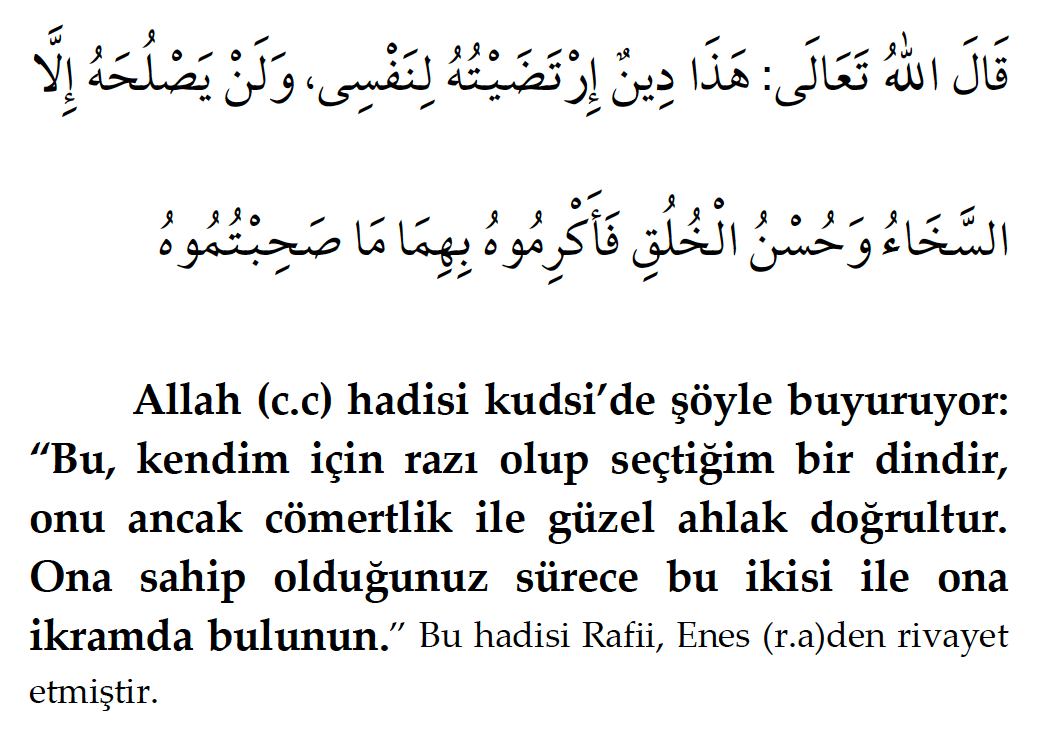 قَالَ اللهُ تَعَالَى: هَذَا دِينٌ إِرْتَضَيْتُهُ لِنَفْسِى، وَلَنْ يَصْلُحَهُ إِلَّا
السَّخَاءُ وَحُسْنُ الْخُلُقِ فَأَكْرِمُوهُ بِهِمَا مَا صَحِبْتُمُوهُ
Allah (c.c) hadisi kudsi’de şöyle buyuruyor:
“Bu, kendim için razı olup seçtiğim bir dindir,
onu ancak cömertlik ile güzel ahlak doğrultur.
Ona sahip olduğunuz sürece bu ikisi ile ona
ikramda bulunun.” Bu hadisi Rafii, Enes (r.a)den rivayet
etmiştir.